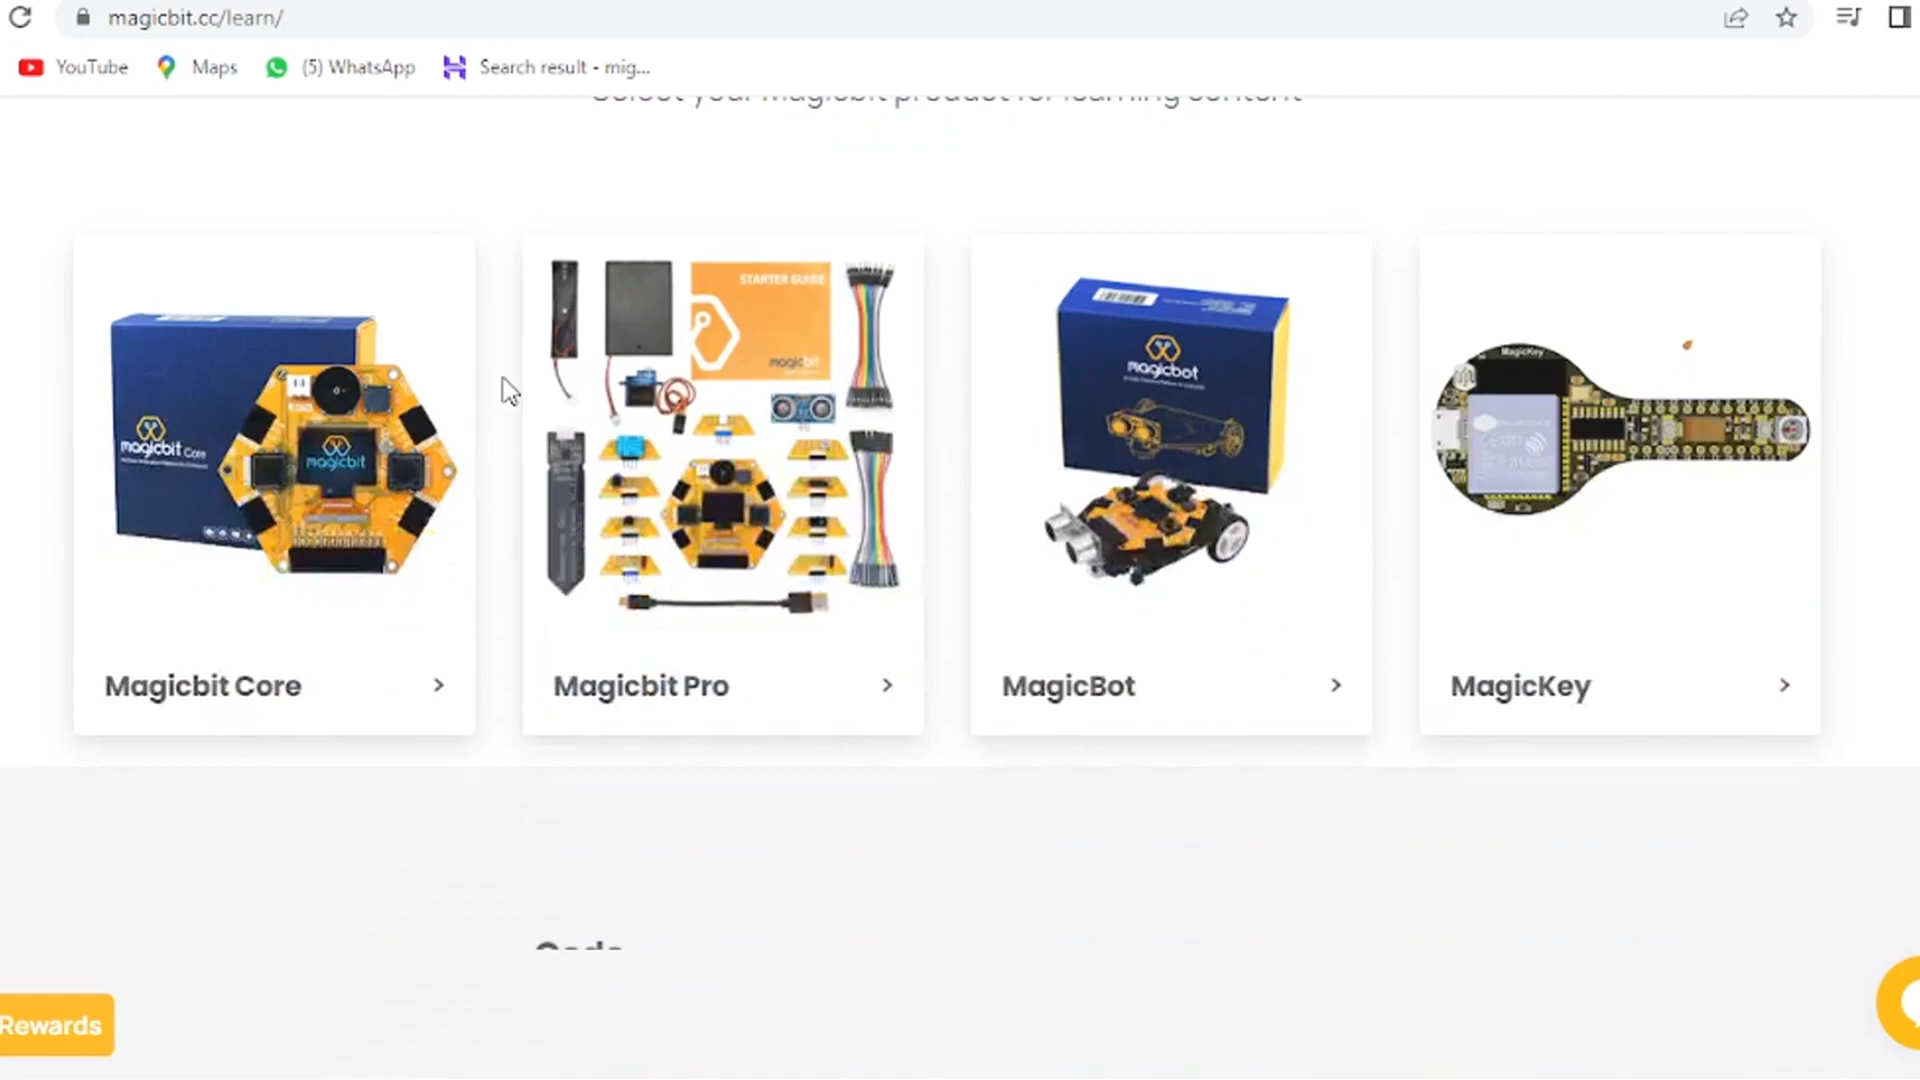 magicbit.cc/learn/
YouTube Maps (5) WhatsApp Search result - mig...
Select your Magicbit product for learning content
STARTER GUIDE
magicbit
magicbit Core
magicbit
magicbot
MagicKey
Magicbit Core >
Magicbit Pro >
MagicBot >
MagicKey >
Code
Rewards